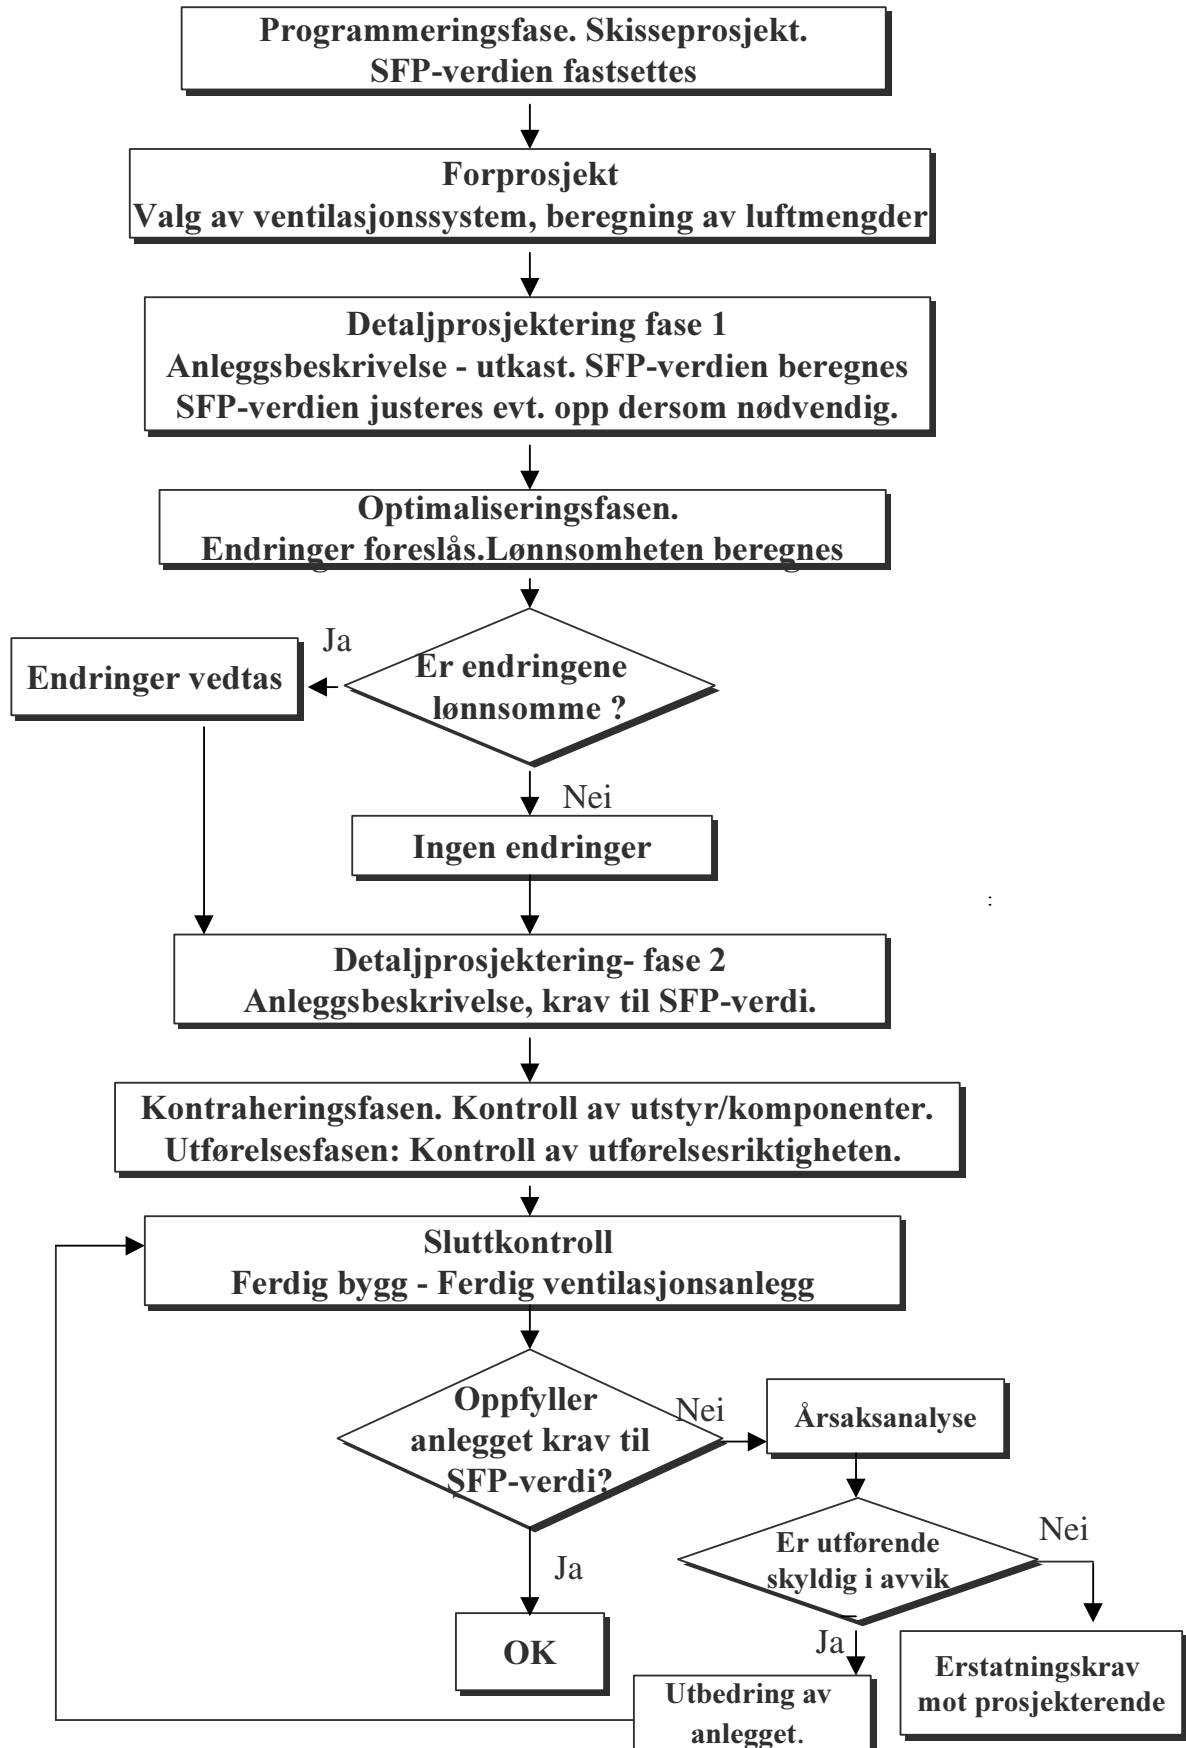 Programmeringsfase. Skisseprosjekt.
SFP-verdien fastsettes
Forprosjekt
Valg av ventilasjonssystem, beregning av luftmengder
Detaljprosjektering fase 1
Anleggsbeskrivelse - utkast. SFP-verdien beregnes
SFP-verdien justeres evt. opp dersom nødvendig.
Optimaliseringsfasen.
Endringer foreslås.Lønnsomheten beregnes
Ja
Endringer vedtas
Er endringene
lønnsomme ?
Nei
Ingen endringer
:
Detaljprosjektering- fase 2
Anleggsbeskrivelse, krav til SFP-verdi.
Kontraheringsfasen. Kontroll av utstyr/komponenter.
Utførelsesfasen: Kontroll av utførelsesriktigheten.
Sluttkontroll
Ferdig bygg - Ferdig ventilasjonsanlegg
Oppfyller
anlegget krav til
SFP-verdi?
Nei
Årsaksanalyse
Er utførende
skyldig i avvik
Nei
Ja
OK
Ja
Utbedring av
anlegget.
Erstatningskrav
mot prosjekterende